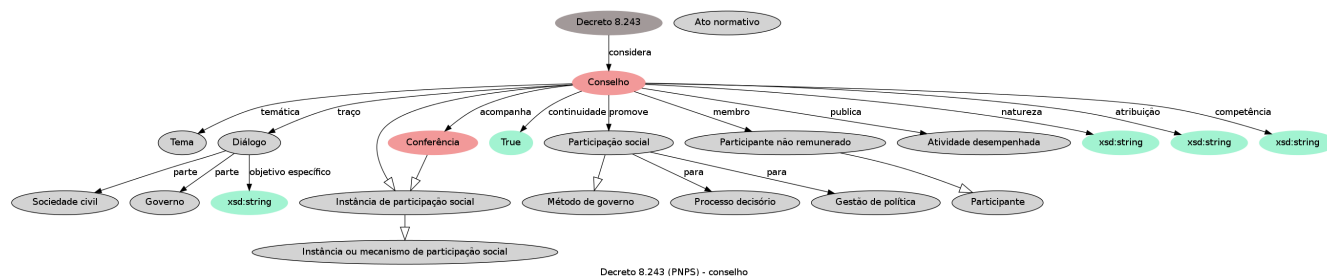 Decreto 8.243
Ato normativo
considera
Conselho
temática
traço
acompanha
continuidade
promove
membro
publica
natureza
atribuição
competência
Tema
Diálogo
Conferência
True
Participação social
Participante não remunerado
Atividade desempenhada
xsd:string
xsd:string
xsd:string
parte
parte
objetivo específico
para
para
Sociedade civil
Governo
xsd:string
Instância de participação social
Método de governo
Processo decisório
Gestão de política
Participante
Instância ou mecanismo de participação social
Decreto 8.243 (PNPS) - conselho